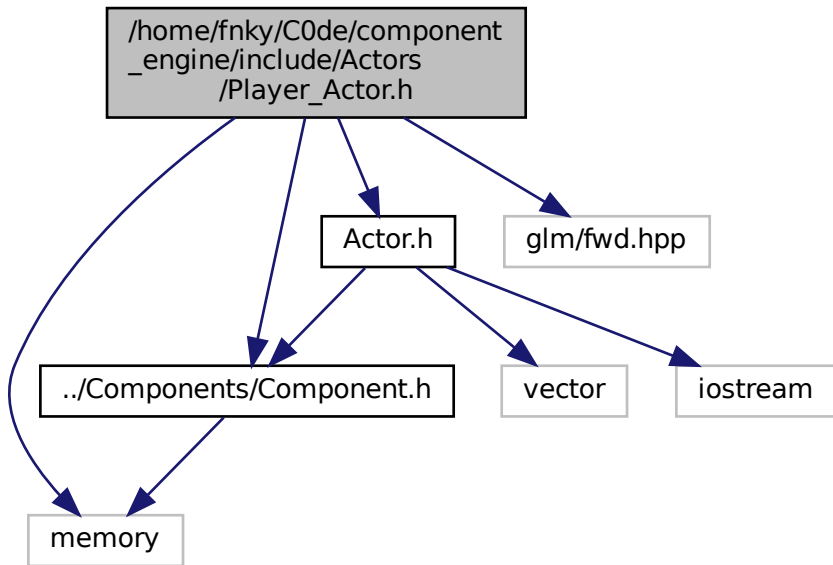 /home/fnky/C0de/component
_engine/include/Actors
/Player_Actor.h
Actor.h
glm/fwd.hpp
../Components/Component.h
vector
iostream
memory